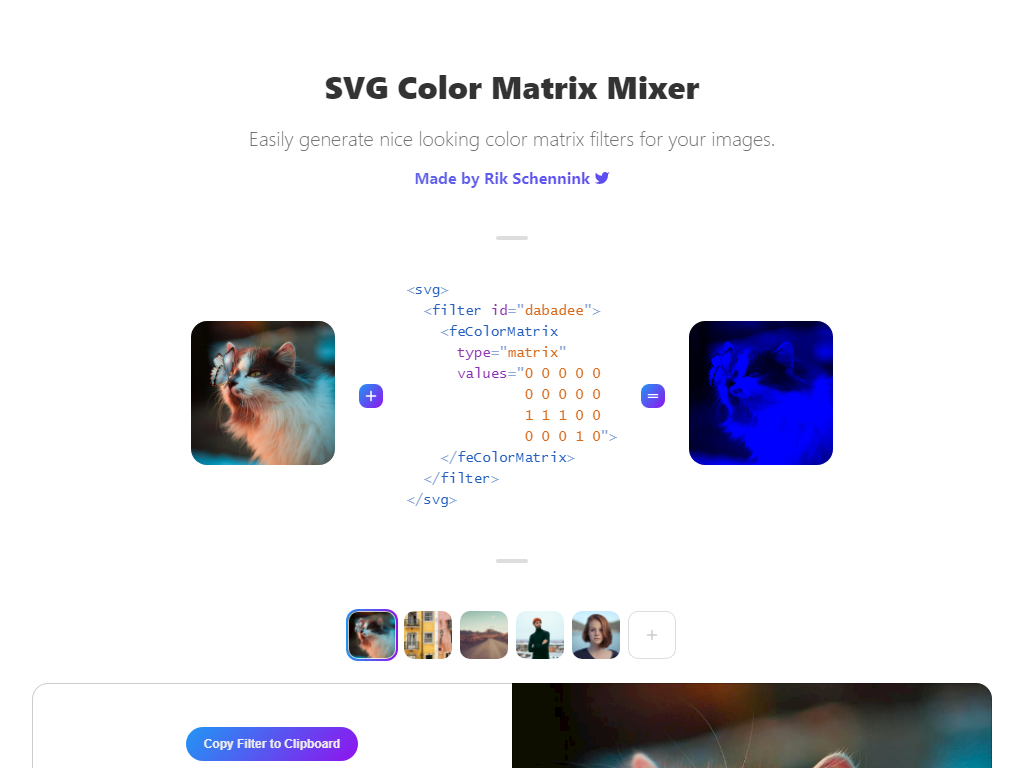 SVG Color Matrix Mixer
Easily generate nice looking color matrix filters for your images.
Made by Rik Schennink
<svg>
<filter id="dabadee">
<feColorMatrix
type="matrix"
values="0 0 0 0 0
0 0 0 0 0
1 1 1 0 0
0 0 0 1 0">
</feColorMatrix>
</filter>
</svg>
+
=
+
Copy Filter to Clipboard